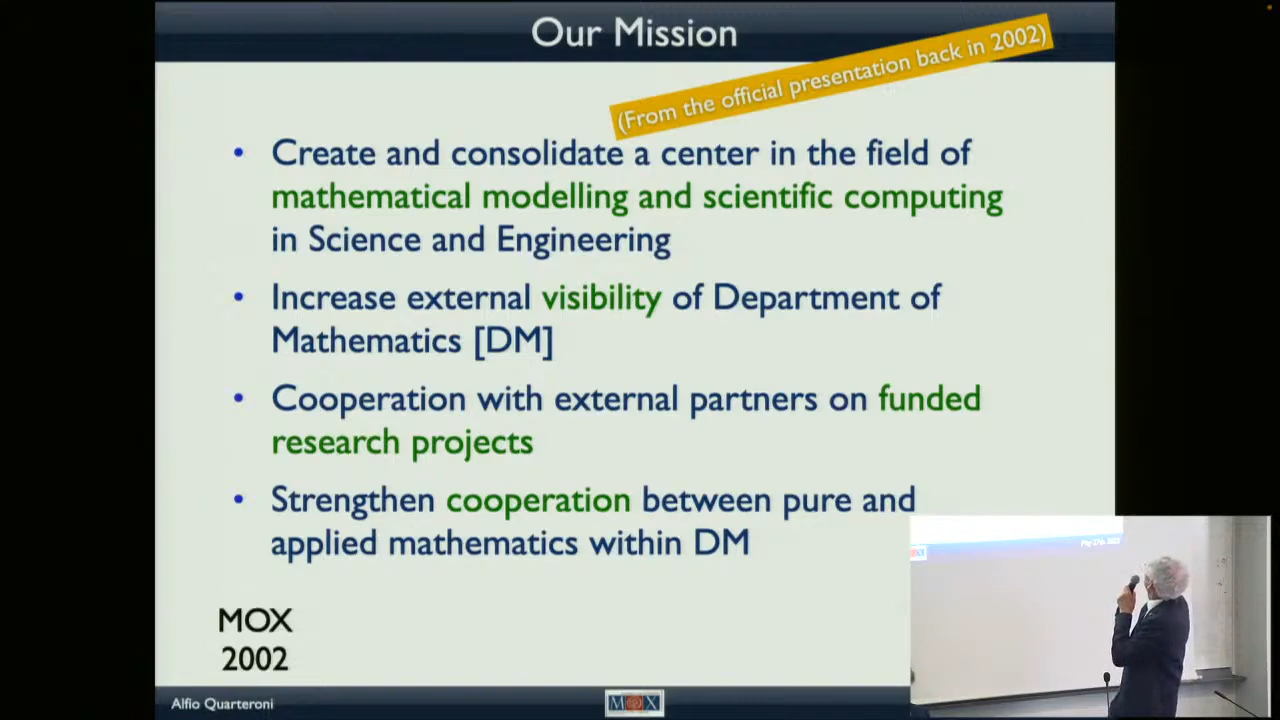 Our Mission
(From the official presentation back in 2002)
• Create and consolidate a center in the field of
mathematical modelling and scientific computing
in Science and Engineering
• Increase external visibility of Department of
Mathematics [DM]
• Cooperation with external partners on funded
research projects
• Strengthen cooperation between pure and
applied mathematics within DM
MOX
2002
Alfio Quarteroni
MOX